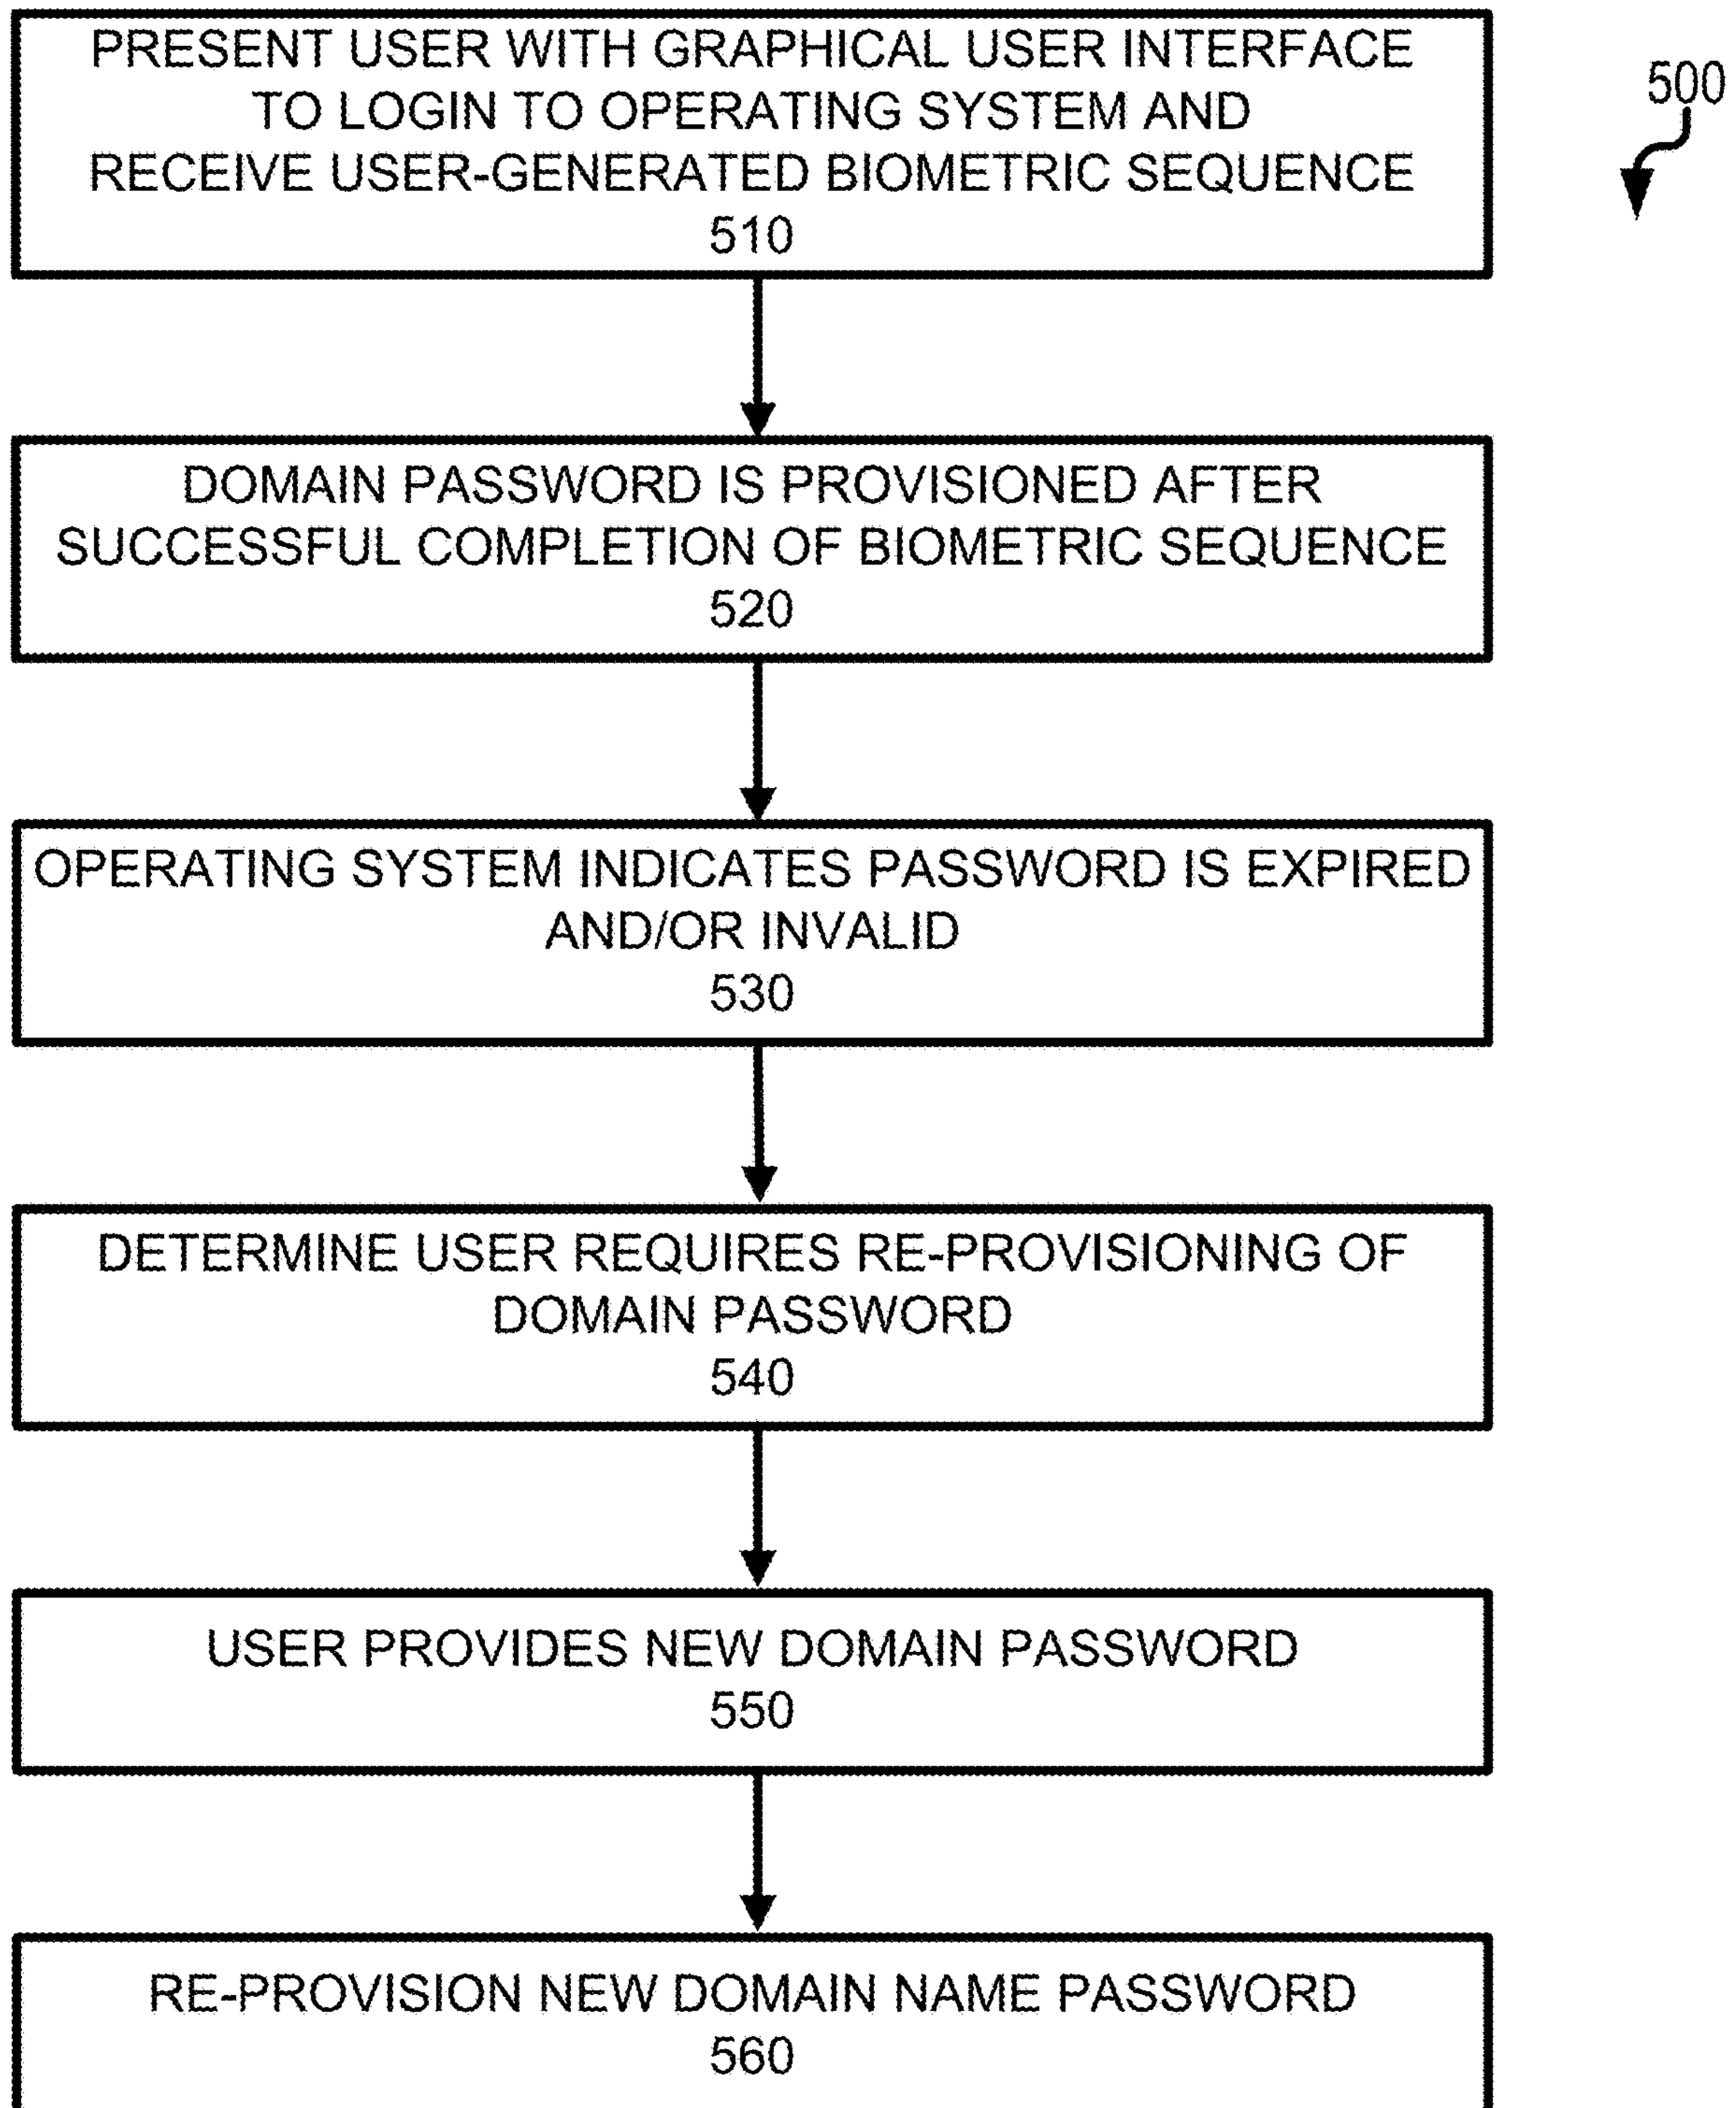 PRESENT USER WITH GRAPHICAL USER INTERFACE
TO LOGIN TO OPERATING SYSTEM AND
RECEIVE USER-GENERATED BIOMETRIC SEQUENCE
510
500
DOMAIN PASSWORD IS PROVISIONED AFTER
SUCCESSFUL COMPLETION OF BIOMETRIC SEQUENCE
520
OPERATING SYSTEM INDICATES PASSWORD IS EXPIRED
AND/OR INVALID
530
DETERMINE USER REQUIRES RE-PROVISIONING OF
DOMAIN PASSWORD
540
USER PROVIDES NEW DOMAIN PASSWORD
550
RE-PROVISION NEW DOMAIN NAME PASSWORD
560